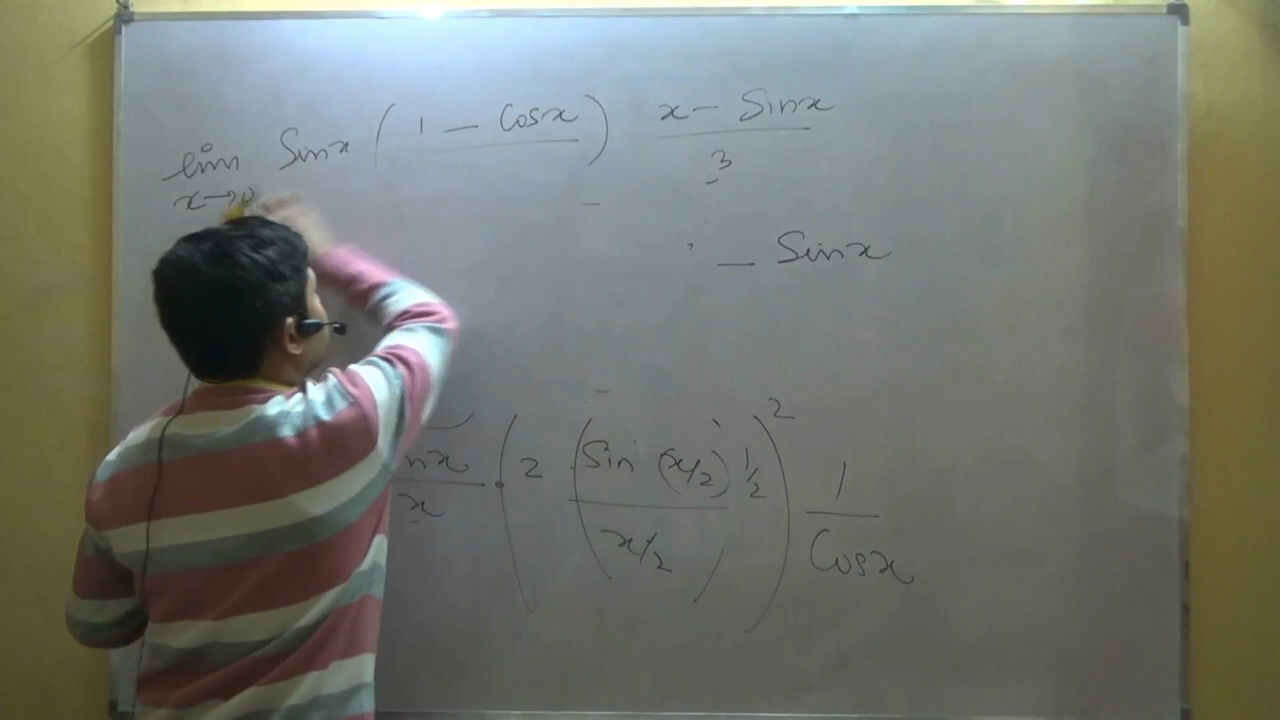 lim Sinx ( 1 - Cosx ) x - Sinx
x→0 3
- Sinx
nx . ( 2 ( Sin (x/2) 1/2 )² 1
x x/2 Cosx